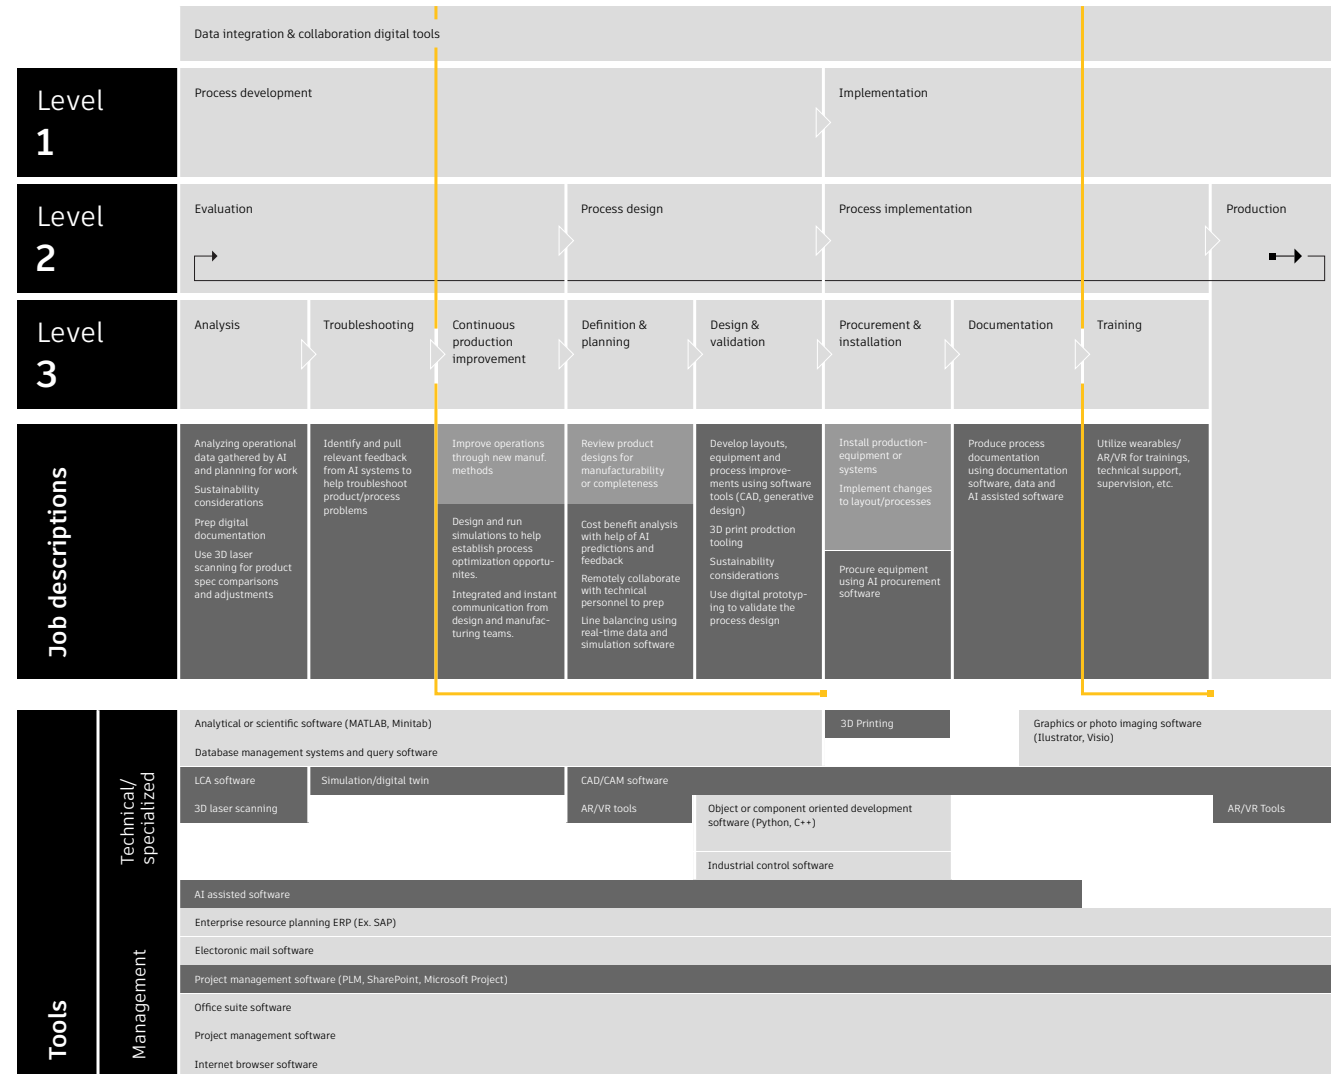 Data integration & collaboration digital tools
Level
1
Process development
Implementation
Level
2
Evaluation
Process design
Process implementation
Production
Level
3
Analysis
Troubleshooting
Continuous
production
improvement
Definition &
planning
Design &
validation
Procurement &
installation
Documentation
Training
Job descriptions
Analyzing operational
data gathered by AI
and planning for work
Sustainability
considerations
Prep digital
documentation
Use 3D laser
scanning for product
spec comparisons
and adjustments
Identify and pull
relevant feedback
from AI systems to
help troubleshoot
product/process
problems
Improve operations
through new manuf.
methods
Design and run
simulations to help
establish process
optimization opportu-
nites.
Integrated and instant
communication from
design and manufac-
turing teams.
Review product
designs for
manufacturability
or completeness
Cost benefit analysis
with help of AI
predictions and
feedback
Remotely collaborate
with technical
personnel to prep
Line balancing using
real-time data and
simulation software
Develop layouts,
equipment and
process improve-
ments using software
tools (CAD, generative
design)
3D print prodction
tooling
Sustainability
considerations
Use digital prototyp-
ing to validate the
process design
Install production-
equipment or
systems
Implement changes
to layout/processes
Procure equipment
using AI procurement
software
Produce process
documentation
using documentation
software, data and
AI assisted software
Utilize wearables/
AR/VR for trainings,
technical support,
supervision, etc.
Tools
Technical/
specialized
Analytical or scientific software (MATLAB, Minitab)
Database management systems and query software
3D Printing
Graphics or photo imaging software
(Ilustrator, Visio)
LCA software
Simulation/digital twin
CAD/CAM software
3D laser scanning
AR/VR tools
Object or component oriented development
software (Python, C++)
AR/VR Tools
Industrial control software
AI assisted software
Management
Enterprise resource planning ERP (Ex. SAP)
Electoronic mail software
Project management software (PLM, SharePoint, Microsoft Project)
Office suite software
Project management software
Internet browser software